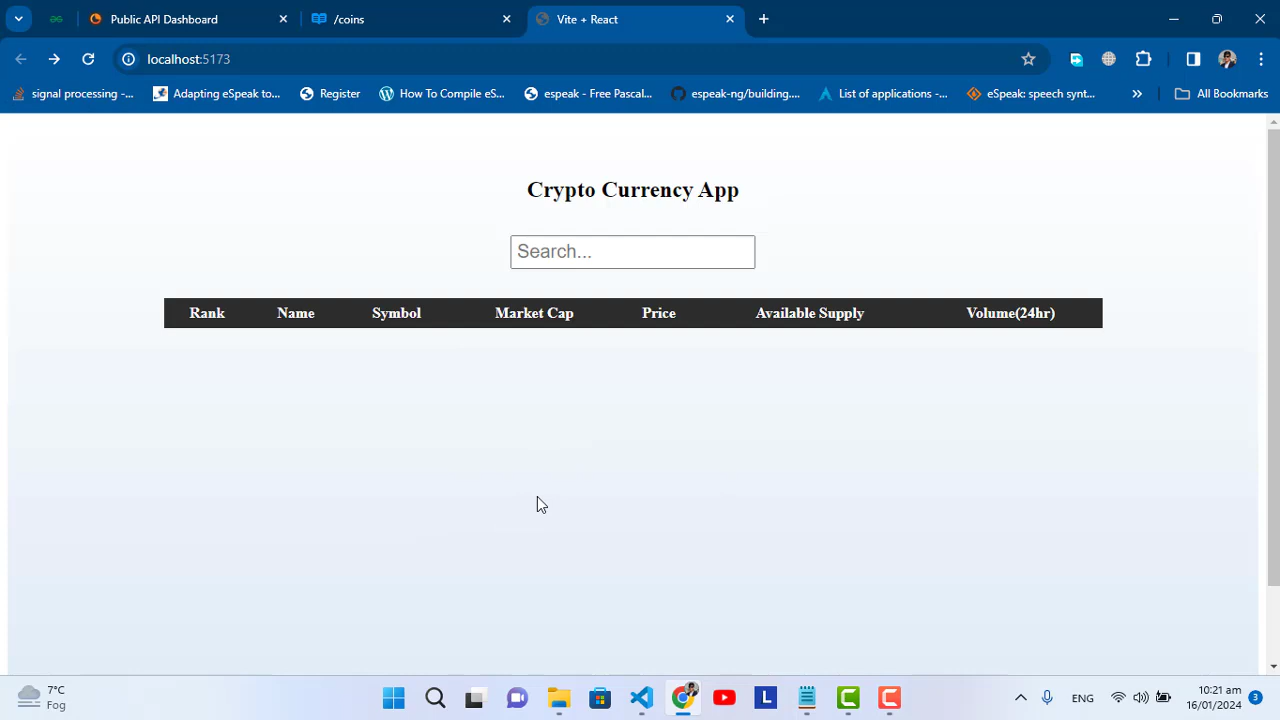 Public API Dashboard
/coins
Vite + React
localhost:5173
signal processing -...
Adapting eSpeak to...
Register
How To Compile eS...
espeak - Free Pascal...
espeak-ng/building....
List of applications -...
eSpeak: speech synt...
All Bookmarks
Crypto Currency App
Search...
Rank Name Symbol Market Cap Price Available Supply Volume(24hr)
7°C
Fog
L
ENG
10:21 am
16/01/2024
3